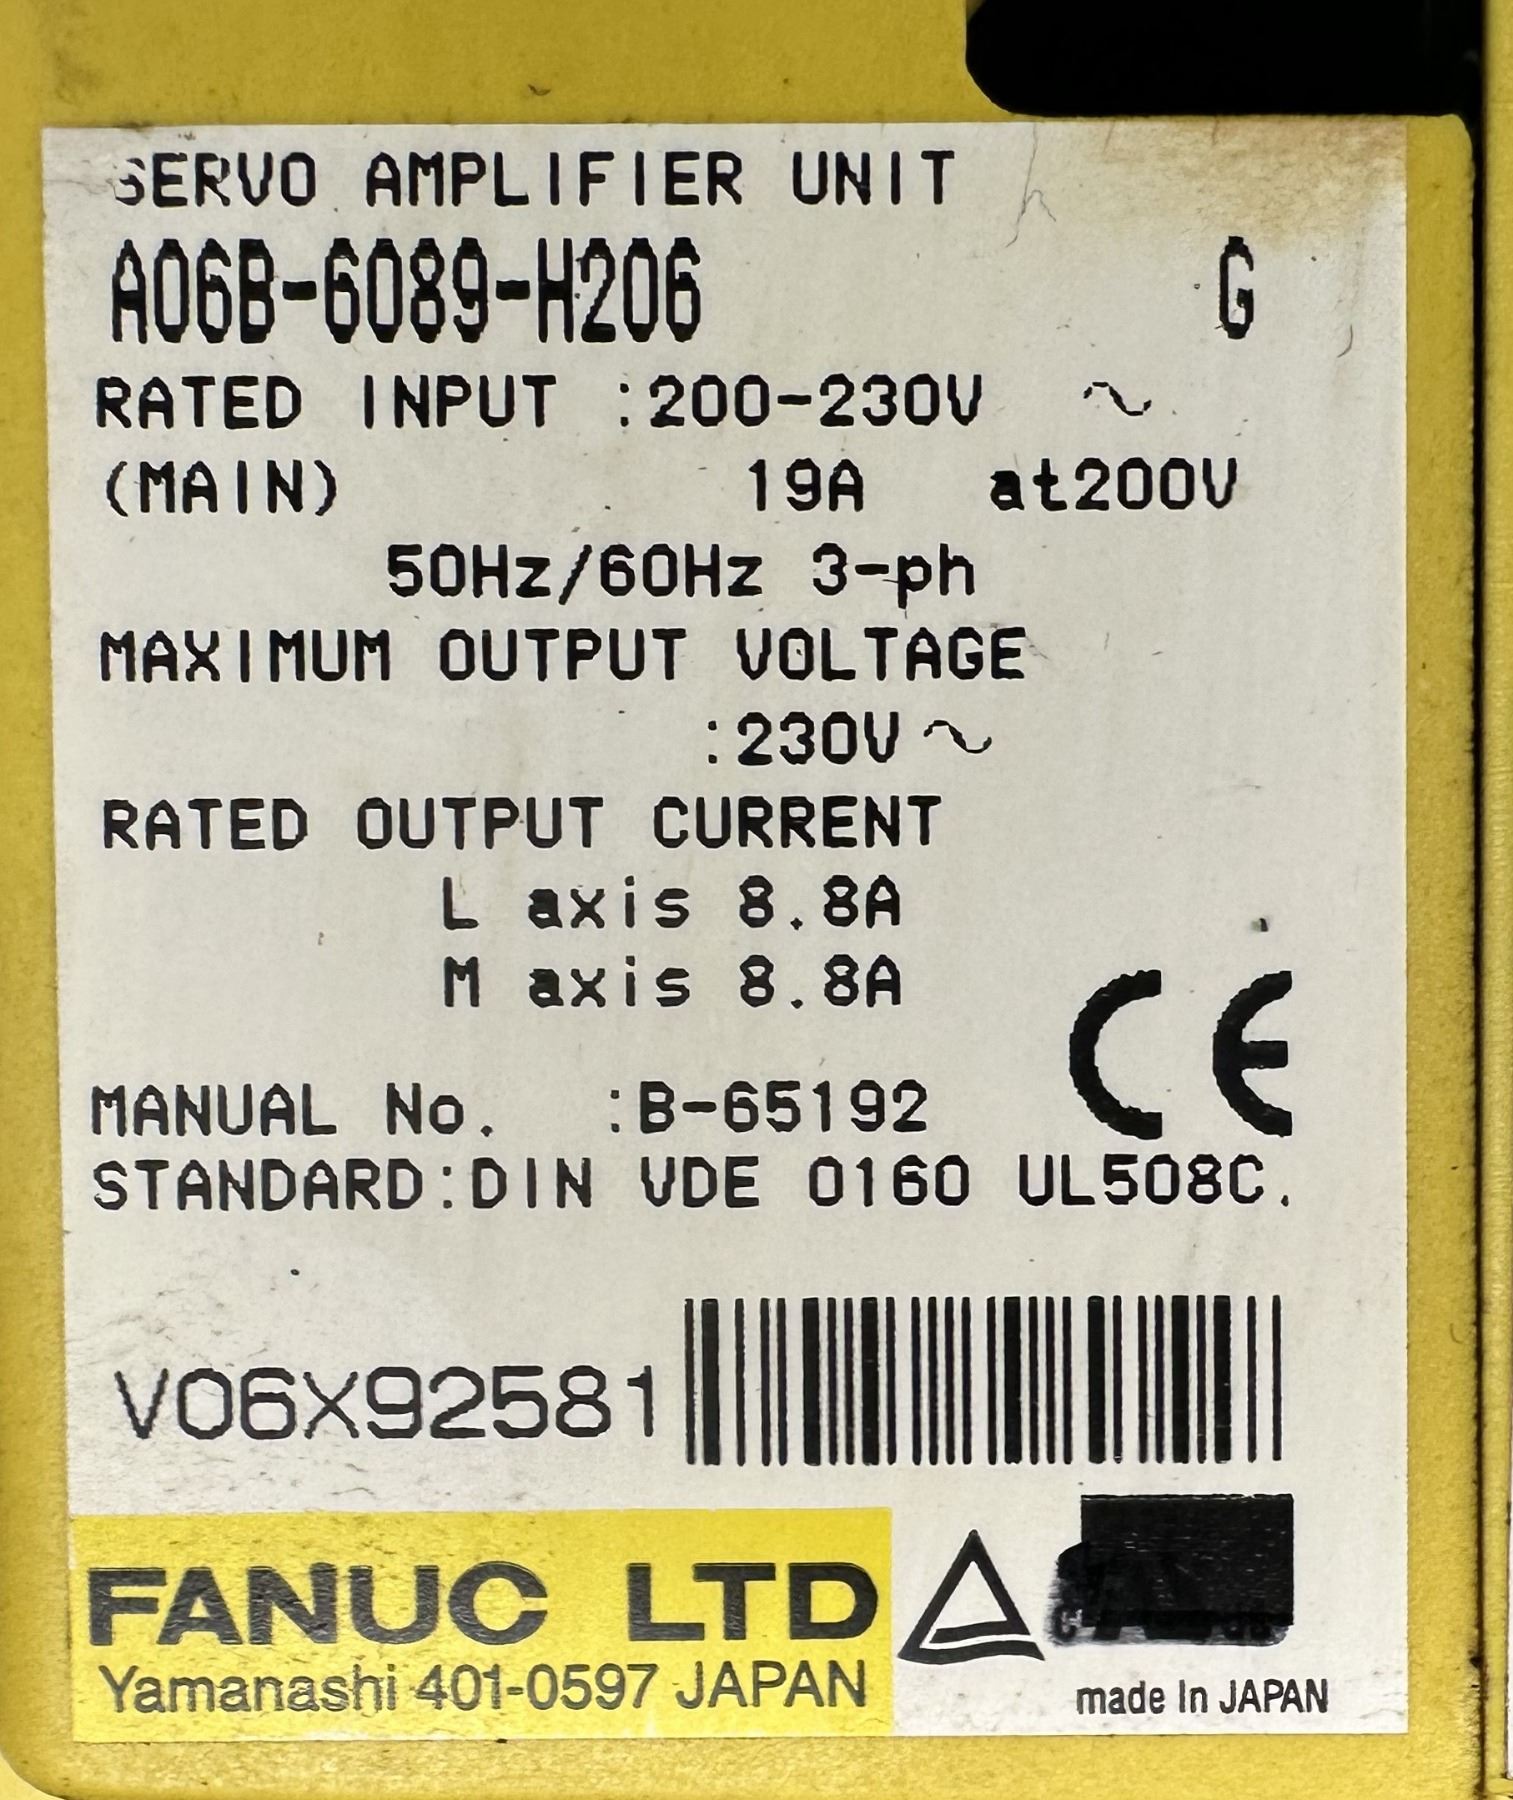 SERVO AMPLIFIER UNIT
A06B-6089-H206 G
RATED INPUT :200-230V ~
(MAIN) 19A at200V
50Hz/60Hz 3-ph
MAXIMUM OUTPUT VOLTAGE
:230V ~
RATED OUTPUT CURRENT
L axis 8.8A
M axis 8.8A
CE
MANUAL No. :B-65192
STANDARD:DIN VDE 0160 UL508C.
V06X92581
FANUC LTD
Yamanashi 401-0597 JAPAN
made In JAPAN